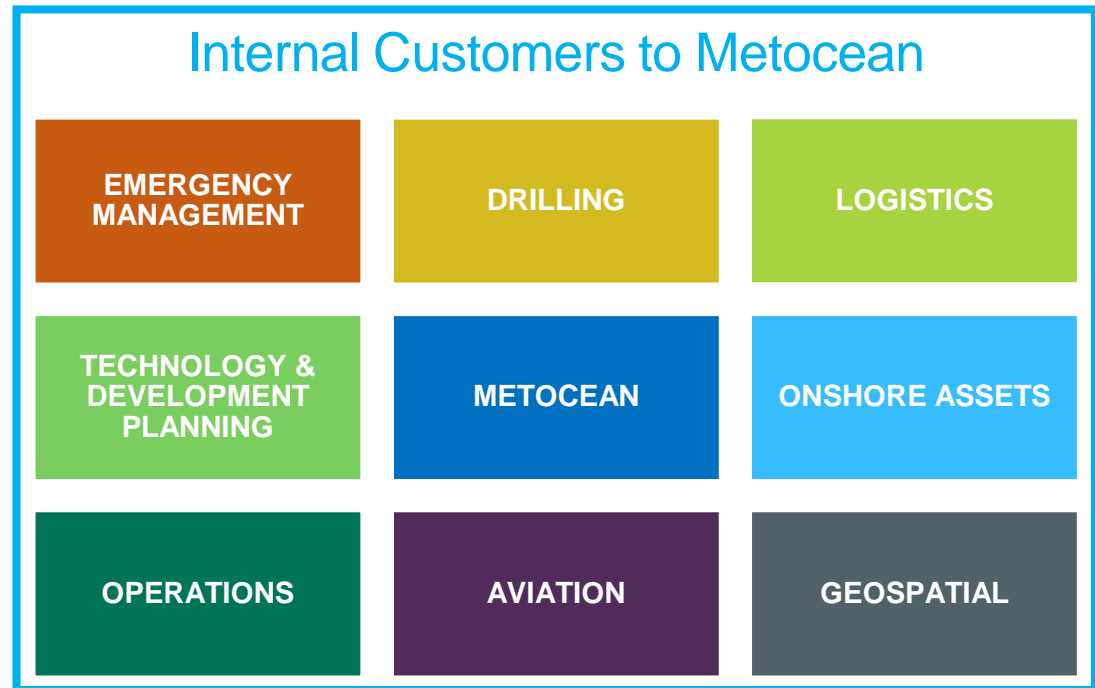 Internal Customers to Metocean
EMERGENCY
MANAGEMENT
DRILLING
LOGISTICS
TECHNOLOGY &
DEVELOPMENT
PLANNING
METOCEAN
ONSHORE ASSETS
OPERATIONS
AVIATION
GEOSPATIAL